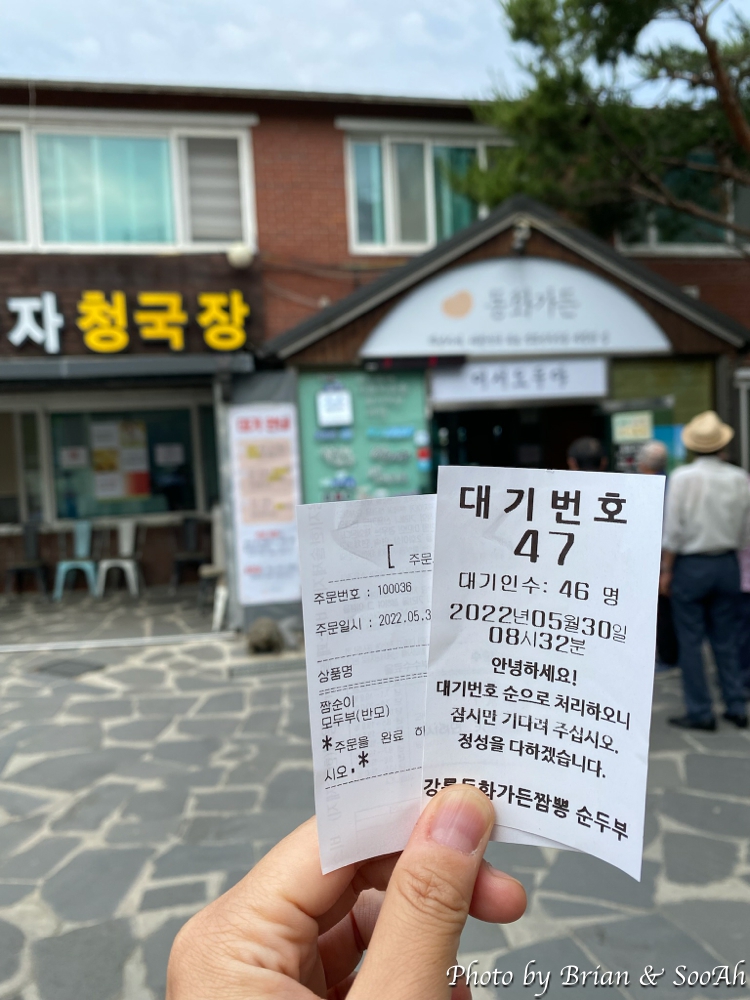 자 청국장
동화가든
어서오두야
대기번호
47
대기인수: 46 명
2022년05월30일
08시32분
안녕하세요!
대기번호 순으로 처리하오니
잠시만 기다려 주십시오.
정성을 다하겠습니다.
강릉동화가든짬뽕 순두부
[ 주문
주문번호 : 100036
주문일시 : 2022.05.3
상품명
짬순이
모두부(반모)
*주문을 완료 하
시오.*
Photo by Brian & SooAh